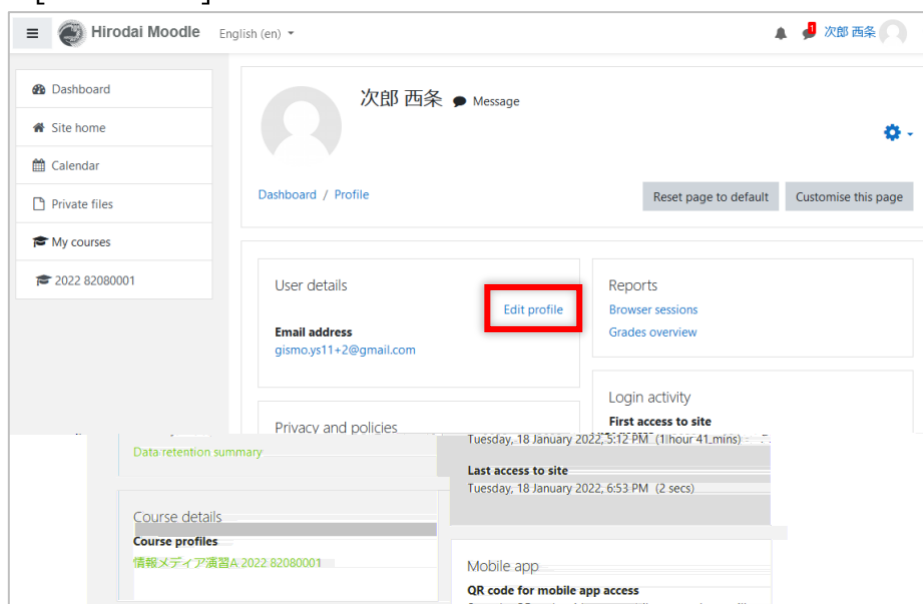 Hirodai Moodle English (en)
1 次郎 西条
Dashboard
Site home
Calendar
Private files
My courses
2022 82080001
次郎 西条 Message
Dashboard / Profile
Reset page to default Customise this page
User details
Edit profile
Email address
gismo.ys11+2@gmail.com
Reports
Browser sessions
Grades overview
Privacy and policies
Data retention summary
Login activity
First access to site
Tuesday, 18 January 2022, 5:12 PM (1 hour 41 mins)
Last access to site
Tuesday, 18 January 2022, 6:53 PM (2 secs)
Course details
Course profiles
情報メディア演習A 2022 82080001
Mobile app
QR code for mobile app access